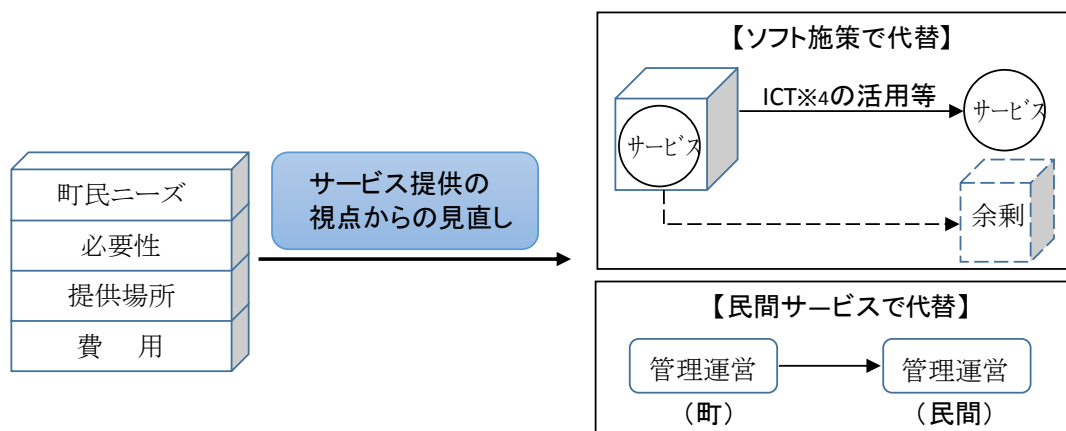 町民ニーズ
必要性
提供場所
費　用
サービス提供の
視点からの見直し
【ソフト施策で代替】
サービス
ICT※4の活用等
サービス
余剰
【民間サービスで代替】
管理運営
（町）
管理運営
（民間）